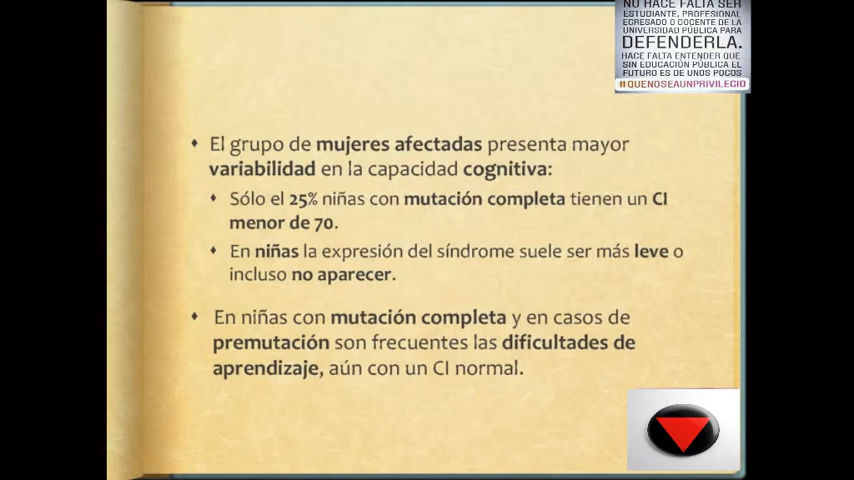 NO HACE FALTA SER
ESTUDIANTE, PROFESIONAL
EGRESADO O DOCENTE DE LA
UNIVERSIDAD PÚBLICA PARA
DEFENDERLA.
HACE FALTA ENTENDER QUE
SIN EDUCACIÓN PÚBLICA EL
FUTURO ES DE UNOS POCOS
#QUENOSEAUNPRIVILEGIO
El grupo de mujeres afectadas presenta mayor
variabilidad en la capacidad cognitiva:
Sólo el 25% niñas con mutación completa tienen un CI
menor de 70.
En niñas la expresión del síndrome suele ser más leve o
incluso no aparecer.
En niñas con mutación completa y en casos de
premutación son frecuentes las dificultades de
aprendizaje, aún con un CI normal.